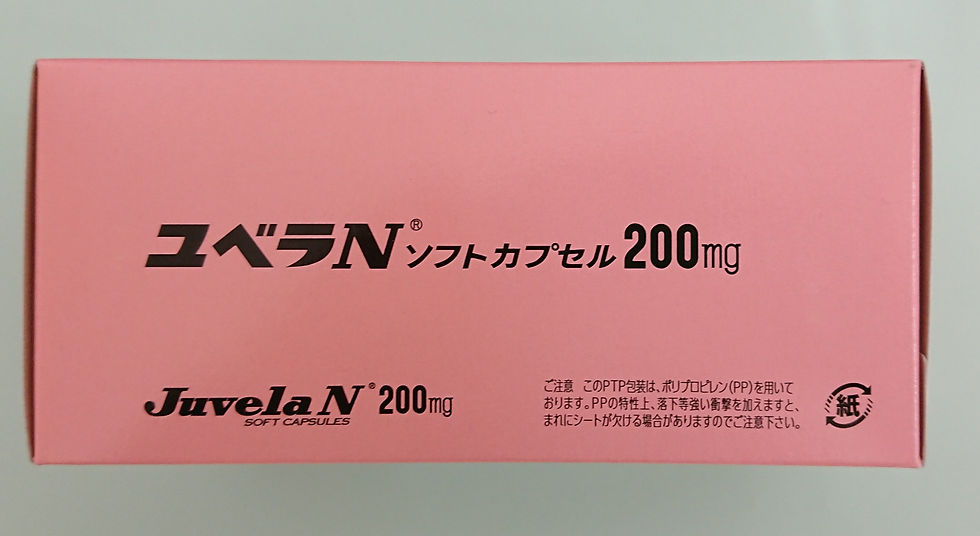 ユベラN® ソフトカプセル 200mg
Juvela N® 200mg
SOFT CAPSULES
ご注意 このPTP包装は、ポリプロピレン(PP)を用いて
おります。PPの特性上、落下等強い衝撃を加えますと、
まれにシートが欠ける場合がありますのでご注意下さい。
紙